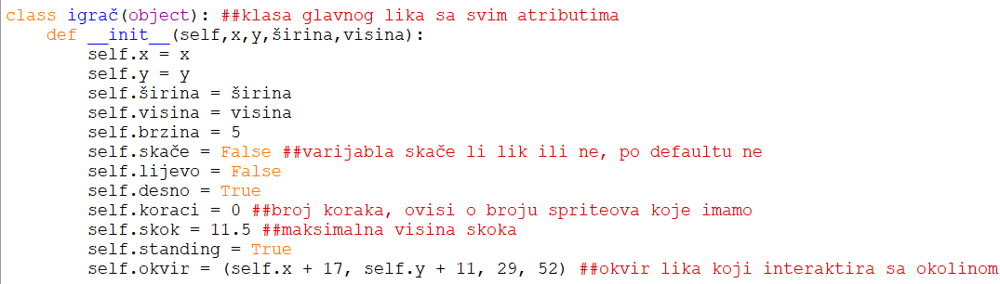 class igrač(object): ##klasa glavnog lika sa svim atributima
    def __init__(self,x,y,širina,visina):
        self.x = x
        self.y = y
        self.širina = širina
        self.visina = visina
        self.brzina = 5
        self.skače = False ##varijabla skače li lik ili ne, po defaultu ne
        self.lijevo = False
        self.desno = True
        self.koraci = 0 ##broj koraka, ovisi o broju spriteova koje imamo
        self.skok = 11.5 ##maksimalna visina skoka
        self.standing = True
        self.okvir = (self.x + 17, self.y + 11, 29, 52) ##okvir lika koji interaktira sa okolinom